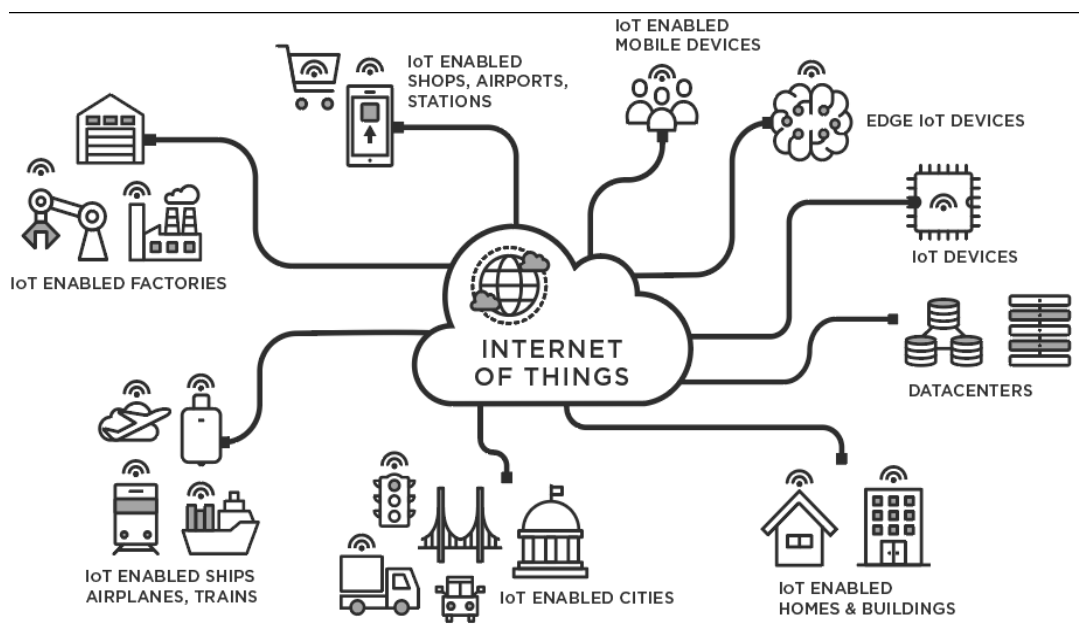 IoT ENABLED
MOBILE DEVICES
IoT ENABLED
SHOPS, AIRPORTS,
STATIONS
EDGE IoT DEVICES
IoT DEVICES
IoT ENABLED FACTORIES
INTERNET
OF THINGS
DATACENTERS
IoT ENABLED SHIPS
AIRPLANES, TRAINS
IoT ENABLED CITIES
IoT ENABLED
HOMES & BUILDINGS